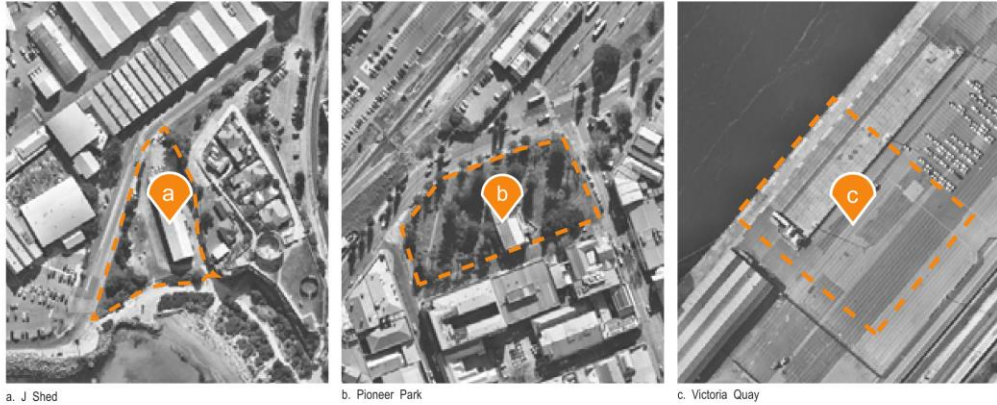 a
b
c
a. J Shed
b. Pioneer Park
c. Victoria Quay